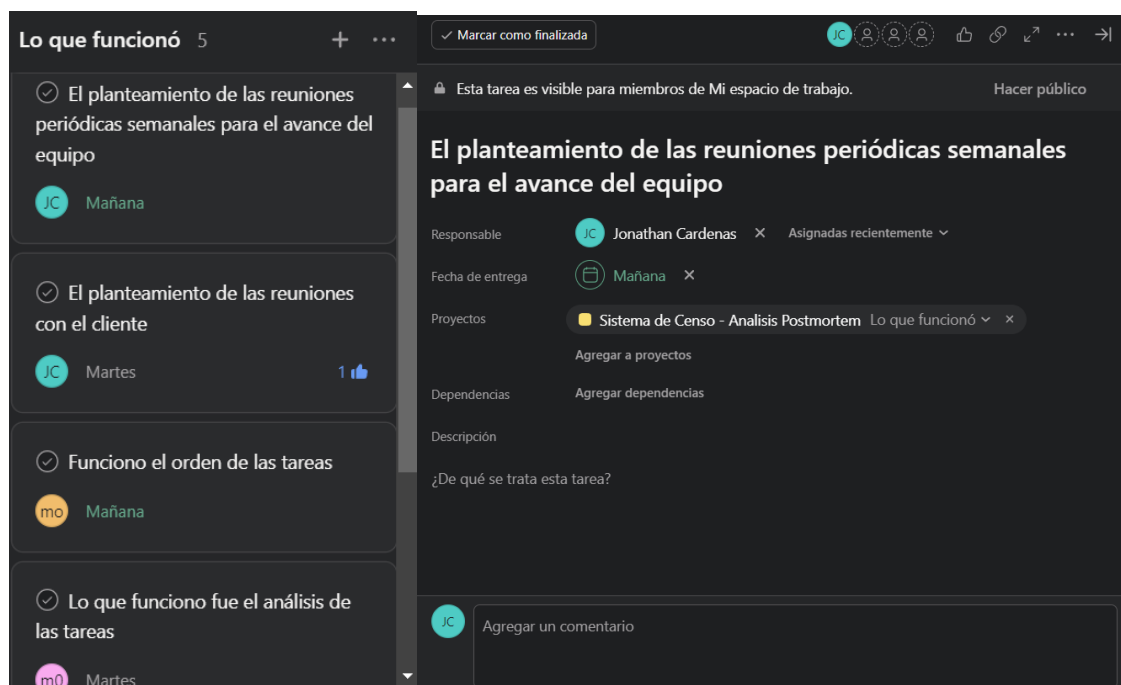 Lo que funcionó 5
El planteamiento de las reuniones
periódicas semanales para el avance del
equipo
JC Mañana
El planteamiento de las reuniones
con el cliente
JC Martes 1
Funciono el orden de las tareas
mo Mañana
Lo que funciono fue el análisis de
las tareas
m0 Martes
Marcar como finalizada
JC
Esta tarea es visible para miembros de Mi espacio de trabajo. Hacer público
El planteamiento de las reuniones periódicas semanales
para el avance del equipo
Responsable JC Jonathan Cardenas Asignadas recientemente
Fecha de entrega Mañana
Proyectos Sistema de Censo - Analisis Postmortem Lo que funcionó
Agregar a proyectos
Dependencias Agregar dependencias
Descripción
¿De qué se trata esta tarea?
JC Agregar un comentario